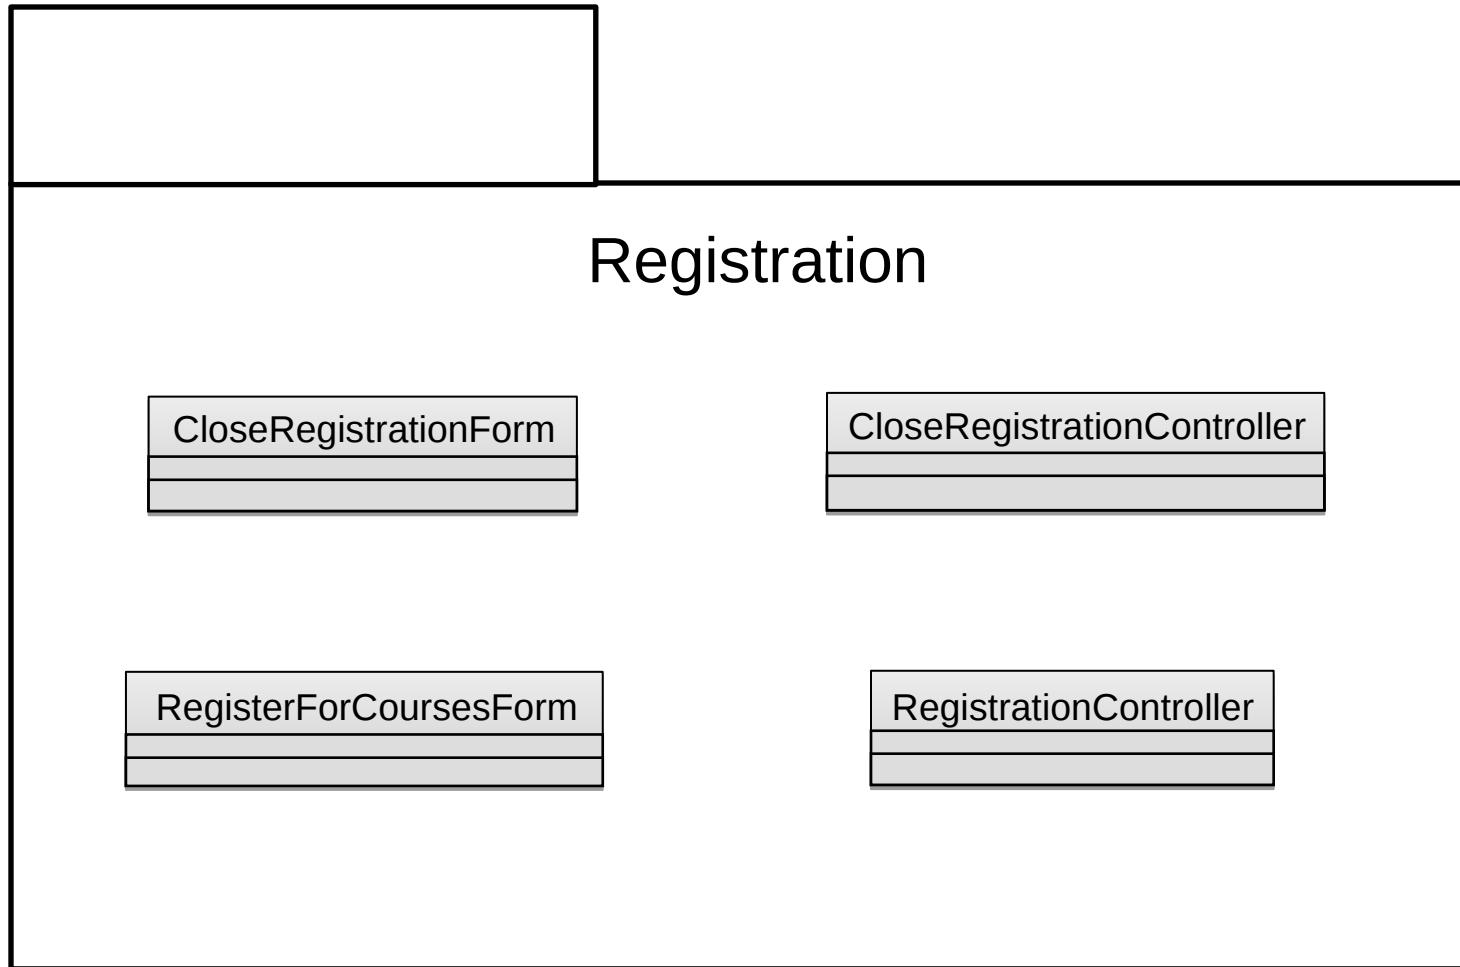 Registration
CloseRegistrationForm
CloseRegistrationController
RegisterForCoursesForm
RegistrationController